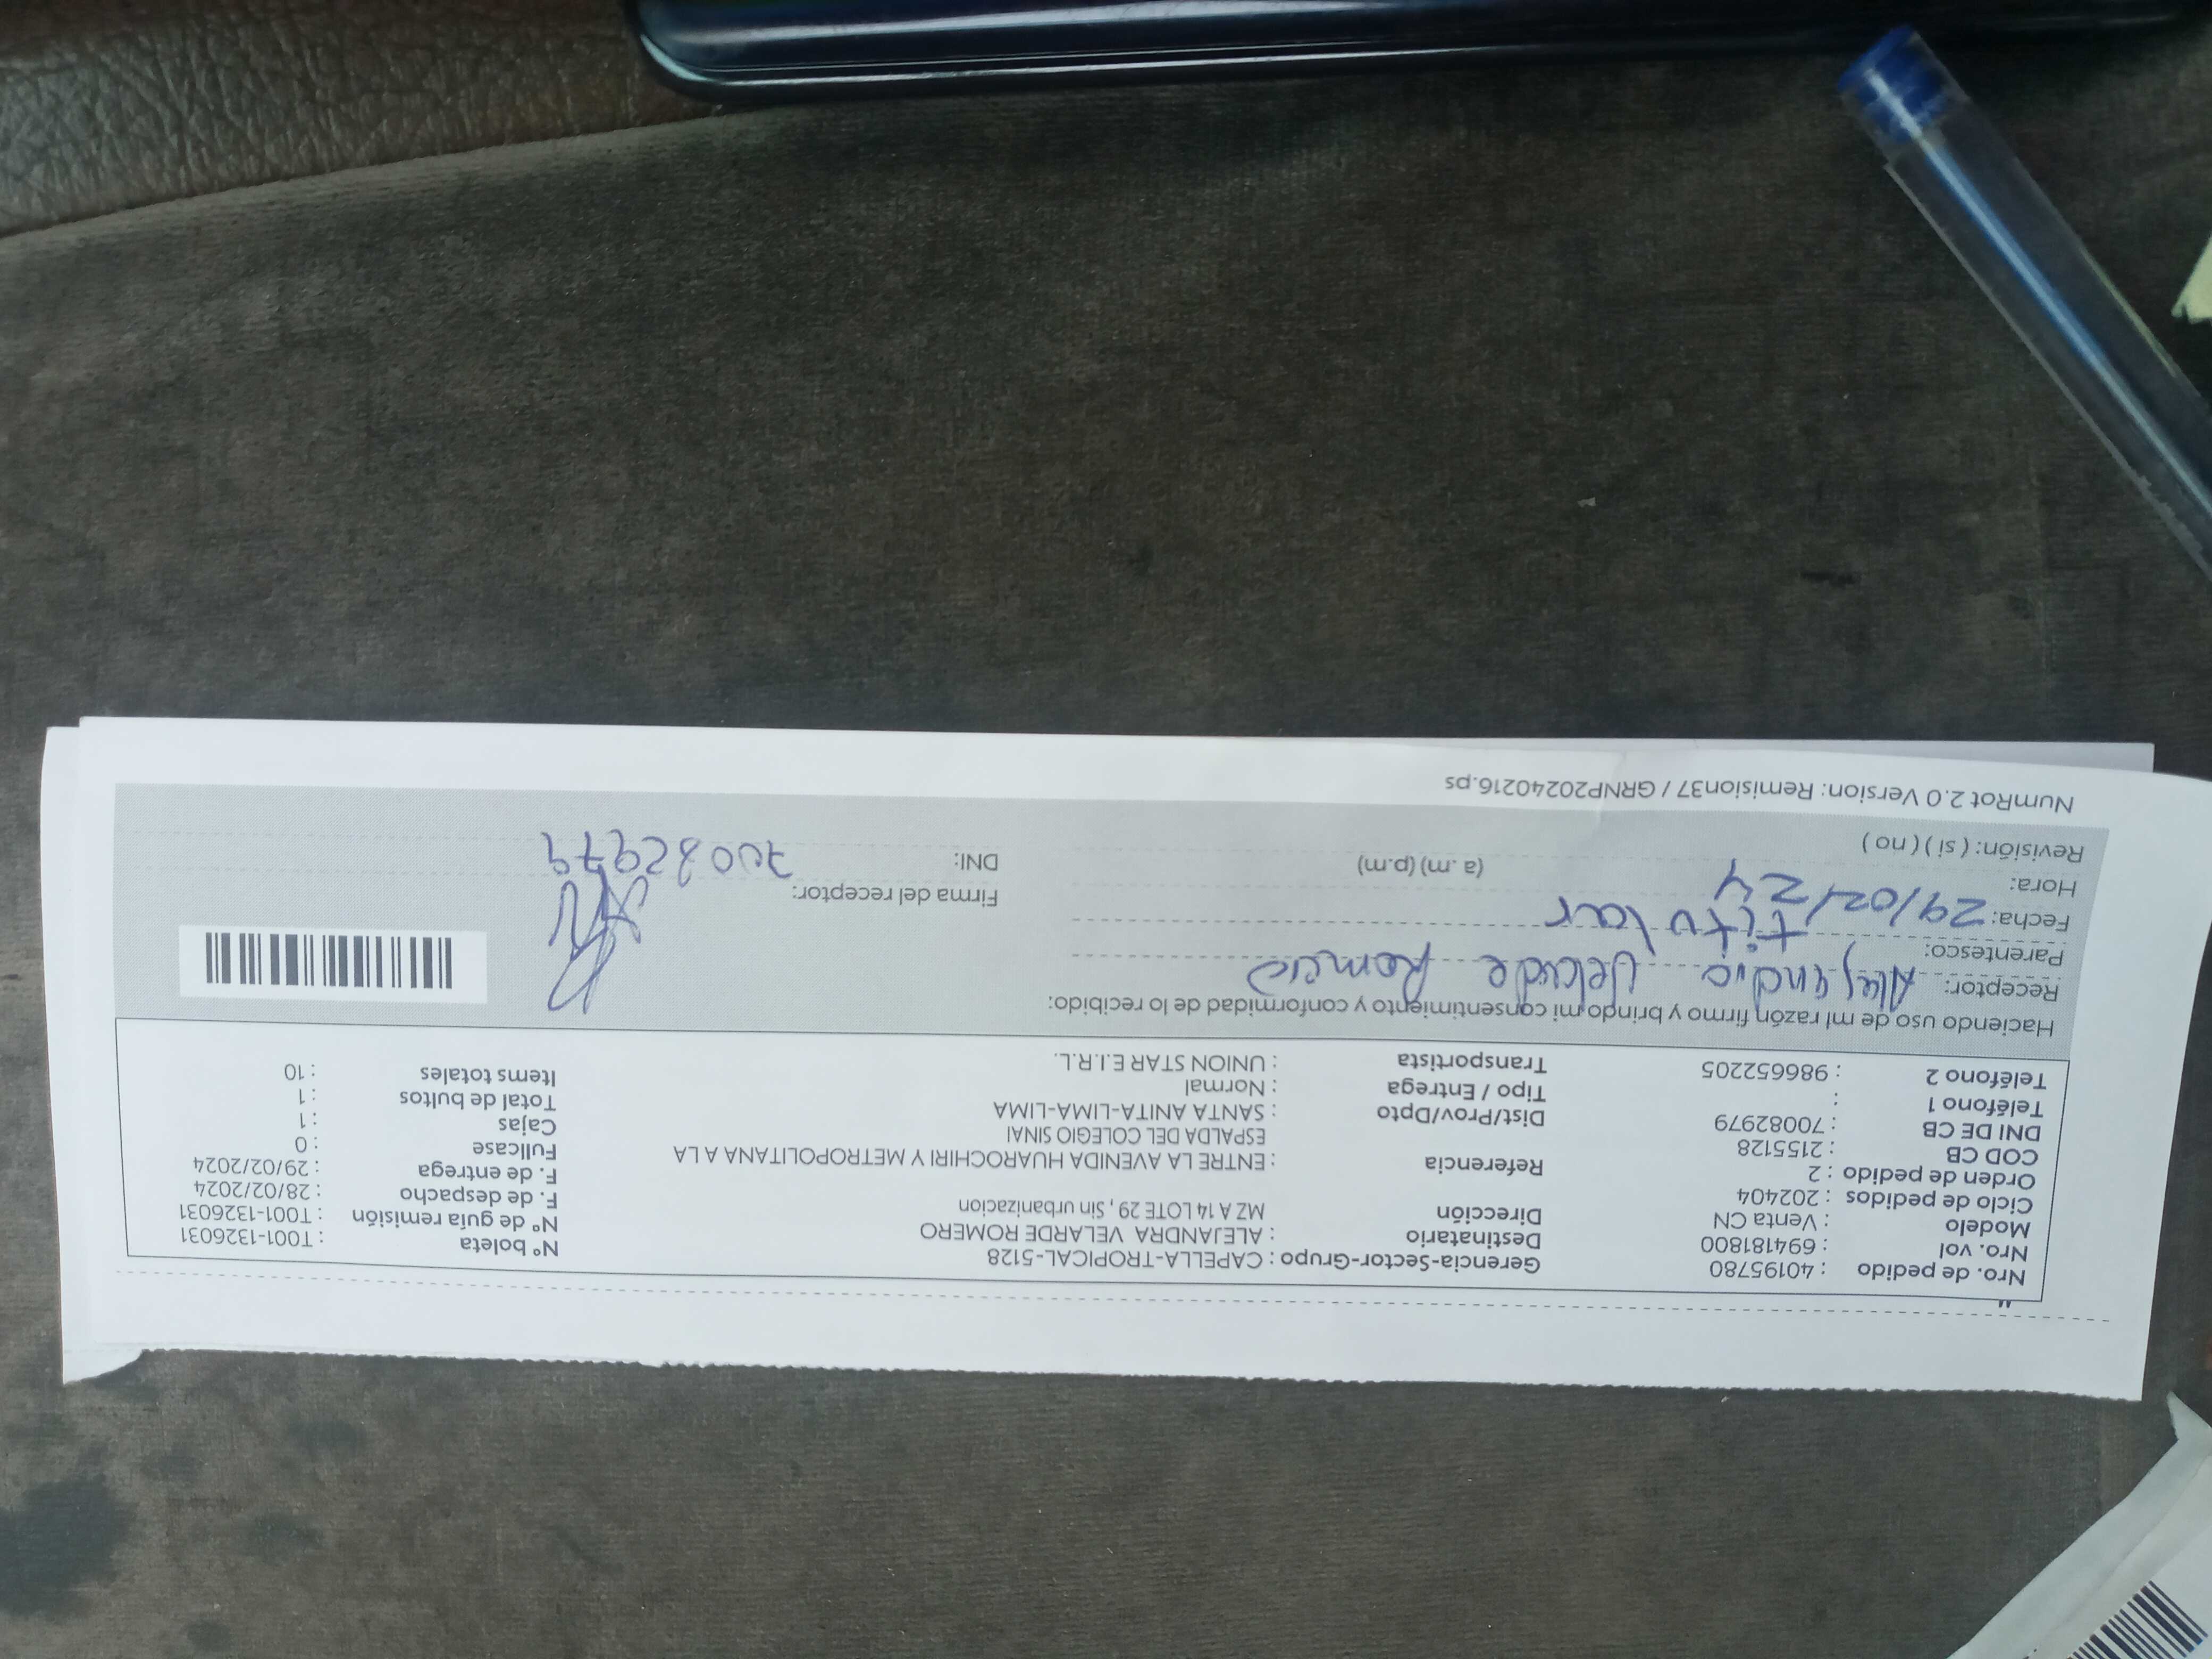 Nro. de pedido : 40195780 Gerencia-Sector-Grupo : CAPELLA-TROPICAL-5128 N° boleta : T001-1326031
Nro. vol : 694181800 Destinatario : ALEJANDRA VELARDE ROMERO N° de guía remisión : T001-1326031
Modelo : Venta CN Dirección MZ A 14 LOTE 29 , Sin urbanizacion F. de despacho : 28/02/2024
Ciclo de pedidos : 202404 F. de entrega : 29/02/2024
Orden de pedido : 2 Referencia : ENTRE LA AVENIDA HUAROCHIRI Y METROPOLITANA A LA Fullcase : 0
COD CB : 2155128 ESPALDA DEL COLEGIO SINAI Cajas : 1
DNI DE CB : 70082979 Dist/Prov/Dpto : SANTA ANITA-LIMA-LIMA Total de bultos : 1
Teléfono 1 : Tipo / Entrega : Normal Items totales : 10
Teléfono 2 : 986652205 Transportista : UNION STAR E.I.R.L.
Haciendo uso de mi razón firmo y brindo mi consentimiento y conformidad de lo recibido:
Receptor: Alejandra Velarde Romero
Parentesco: titular
Fecha: 29/02/24 Firma del receptor:
Hora: (a .m) (p.m) DNI: 70082979
Revisión: ( si ) ( no )
NumRot 2.0 Version: Remision37 / GRNP20240216.ps